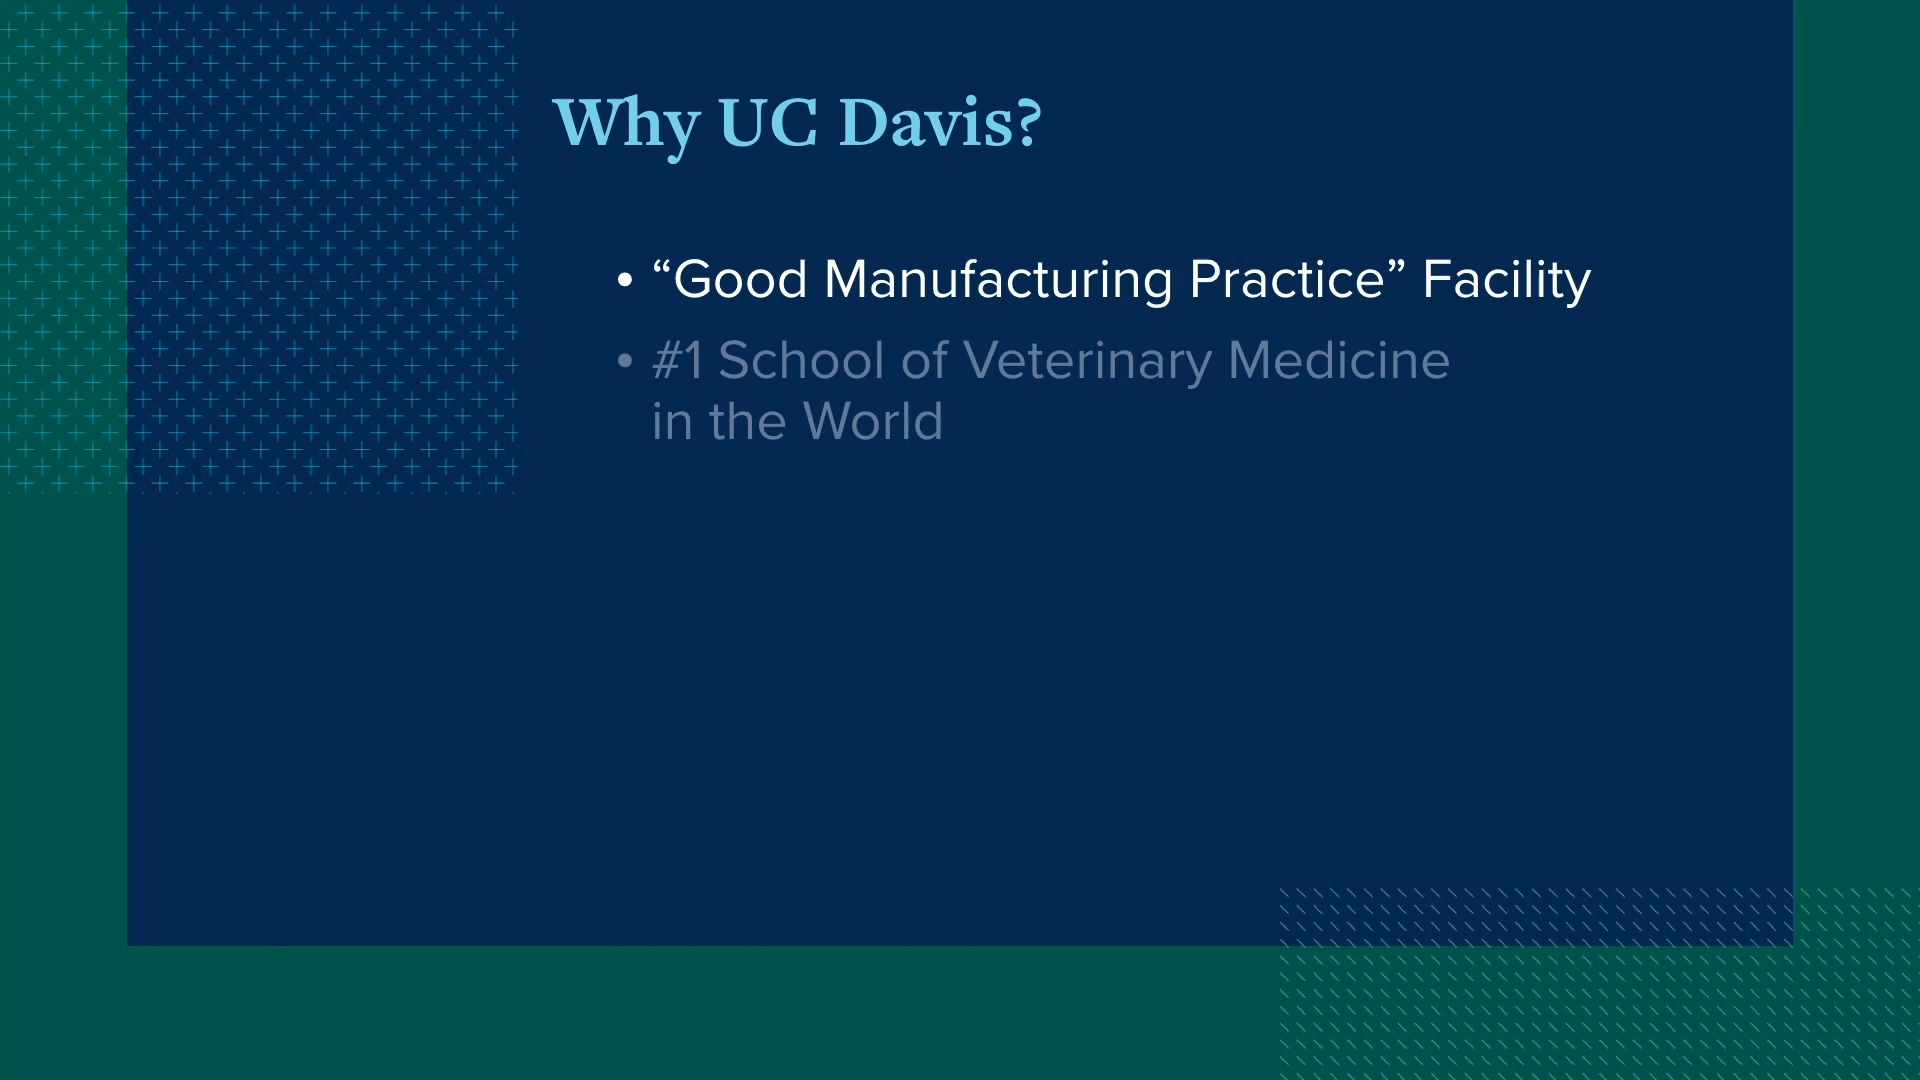 Why UC Davis?
• “Good Manufacturing Practice” Facility
• #1 School of Veterinary Medicine
in the World